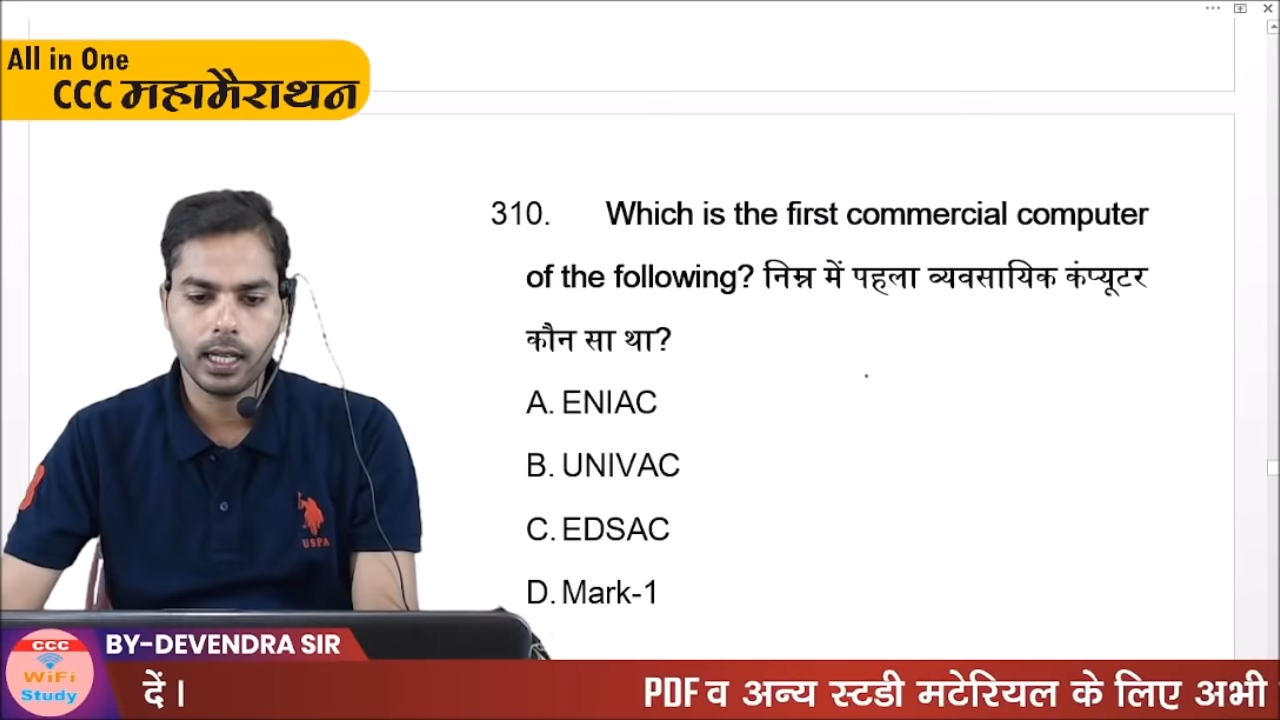 All in One
CCC महामैराथन
310. Which is the first commercial computer
of the following? निम्न में पहला व्यवसायिक कंप्यूटर
कौन सा था?
A. ENIAC
B. UNIVAC
C. EDSAC
D. Mark-1
USPA
CCC
WiFi
Study
BY-DEVENDRA SIR
दें।
PDF व अन्य स्टडी मटेरियल के लिए अभी